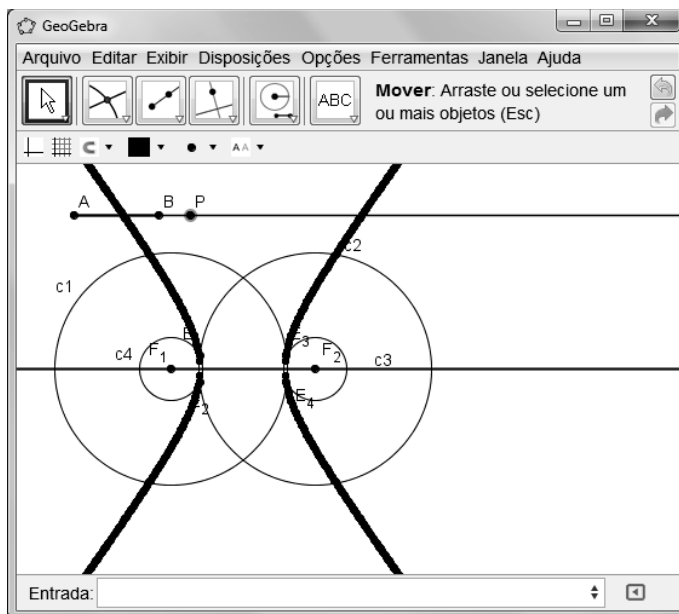 GeoGebra
Arquivo Editar Exibir Disposições Opções Ferramentas Janela Ajuda
ABC
Mover: Arraste ou selecione um
ou mais objetos (Esc)
A A
A B P
c2
c1
E3
c4 F1 F2 c3
E4
Entrada: